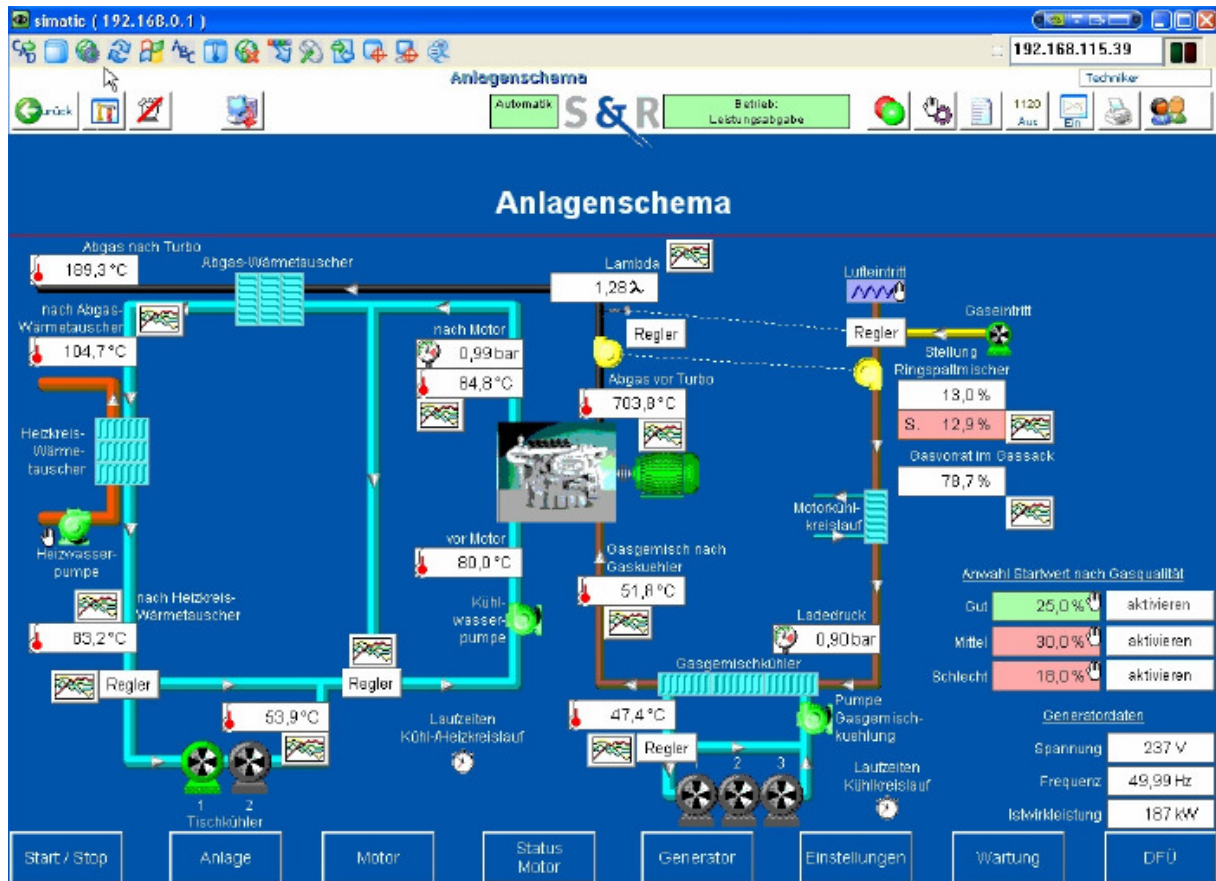 simatic ( 192.168.0.1 )
192.168.115.39
Anlagenschema
Techniker
urück
Automatik
S & R
Betrieb:
Leistungsabgabe
1120
Aus
Ein
Anlagenschema
Abgas nach Turbo
189,3 °C
Abgas-Wärmetauscher
Lambda
1,28 λ
Lufteintritt
nach Abgas-
Wärmetauscher
104,7 °C
nach Motor
0,99 bar
84,8 °C
Regler
Regler
Gaseintritt
Abgas vor Turbo
703,8 °C
Stellung
Ringspaltmischer
13,0 %
S. 12,9 %
Gasvorrat im Gassack
78,7 %
Heizkreis-
Wärme-
tauscher
Motorkühl-
kreislauf
Heizwasser-
pumpe
vor Motor
80,0 °C
Gasgemisch nach
Gaskuehler
51,8 °C
Anwahl Startwert nach Gasqualität
Gut 25,0 % aktivieren
Mittel 30,0 % aktivieren
Schlecht 18,0 % aktivieren
nach Heizkreis-
Wärmetauscher
83,2 °C
Kühl-
wasser-
pumpe
Ladedruck
0,90 bar
Gasgemischkühler
Regler
Regler
53,9 °C
Laufzeiten
Kühl-/Heizkreislauf
47,4 °C
Regler
Pumpe
Gasgemisch-
kuehlung
1 2
Tischkühler
1 2 3
Laufzeiten
Kühlkreislauf
Generatordaten
Spannung 237 V
Frequenz 49,99 Hz
Istwirkleistung 187 kW
Start / Stop
Anlage
Motor
Status
Motor
Generator
Einstellungen
Wartung
DFÜ